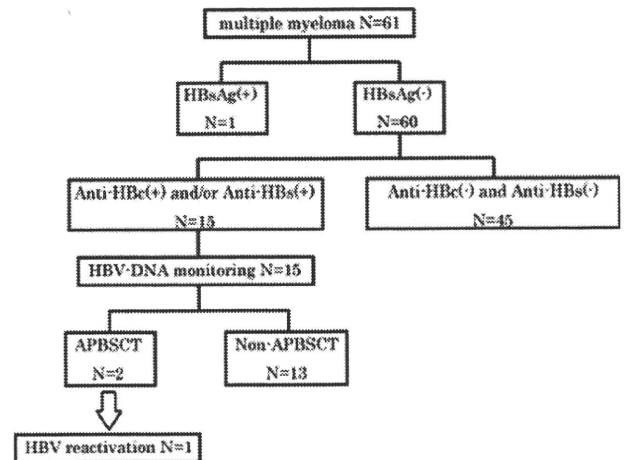 multiple myeloma N=61
HBsAg(+)
N=1
HBsAg(-)
N=60
Anti-HBc(+) and/or Anti-HBs(+)
N=15
Anti-HBc(-) and Anti-HBs(-)
N=45
HBV-DNA monitoring N=15
APBSCT
N=2
Non-APBSCT
N=13
HBV reactivation N=1